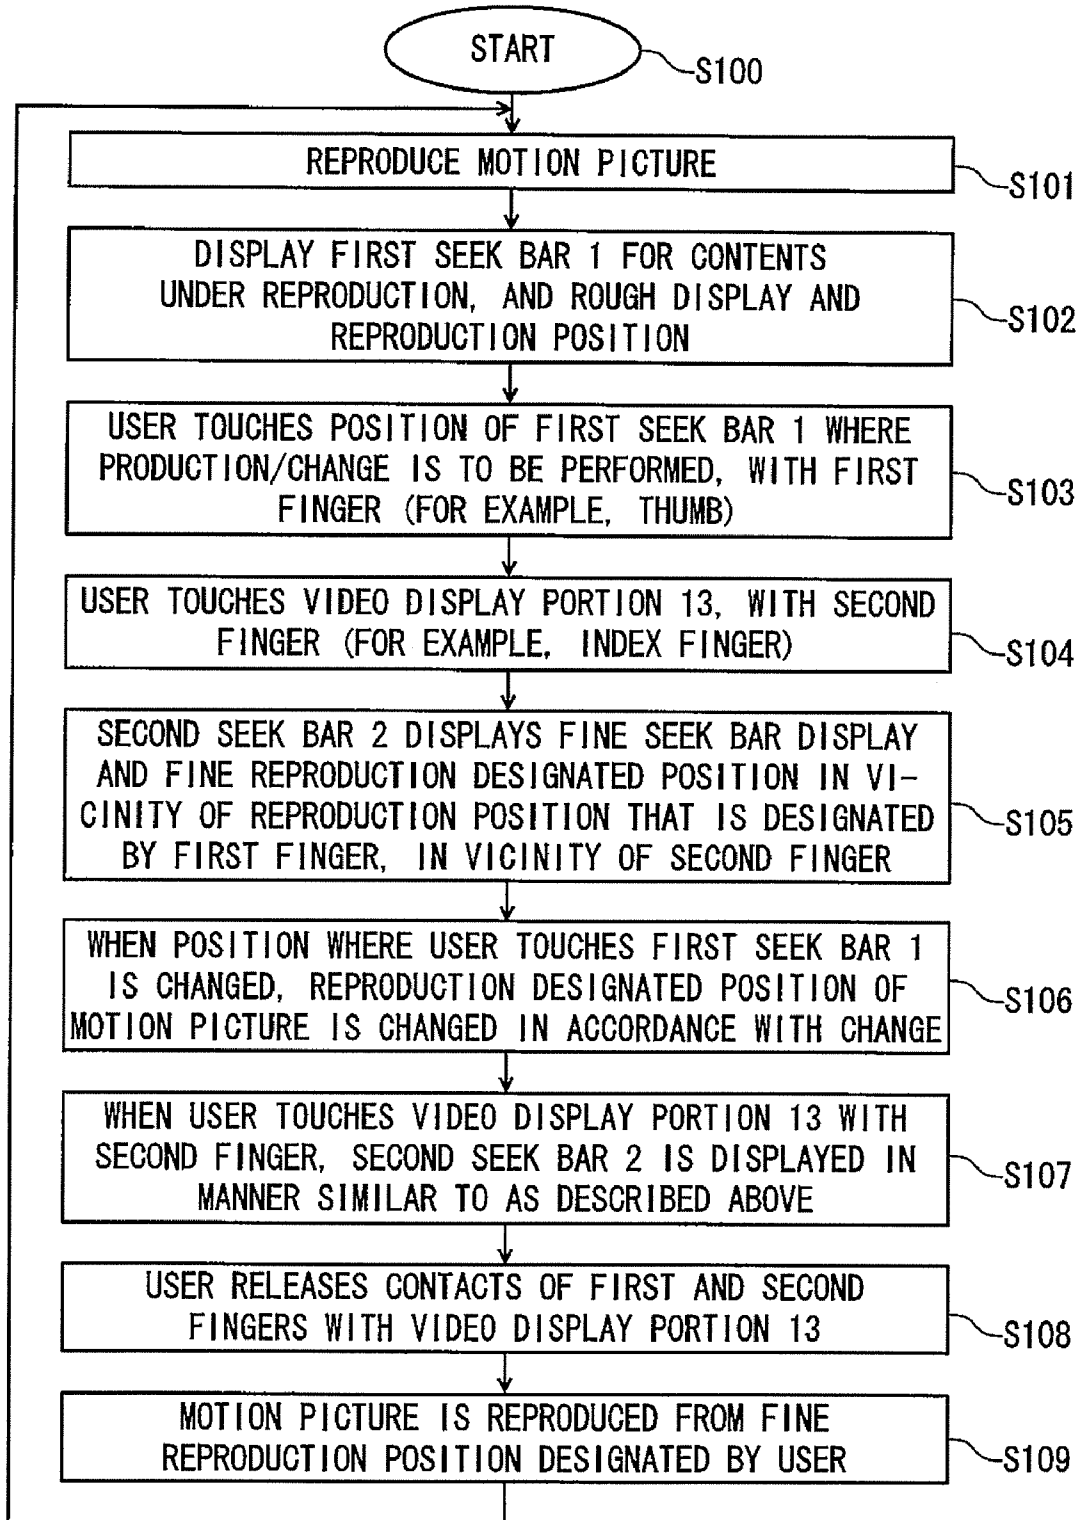 START
S100
REPRODUCE MOTION PICTURE
S101
DISPLAY FIRST SEEK BAR 1 FOR CONTENTS
UNDER REPRODUCTION, AND ROUGH DISPLAY AND
REPRODUCTION POSITION
S102
USER TOUCHES POSITION OF FIRST SEEK BAR 1 WHERE
PRODUCTION/CHANGE IS TO BE PERFORMED, WITH FIRST
FINGER (FOR EXAMPLE, THUMB)
S103
USER TOUCHES VIDEO DISPLAY PORTION 13, WITH SECOND
FINGER (FOR EXAMPLE, INDEX FINGER)
S104
SECOND SEEK BAR 2 DISPLAYS FINE SEEK BAR DISPLAY
AND FINE REPRODUCTION DESIGNATED POSITION IN VI-
CINITY OF REPRODUCTION POSITION THAT IS DESIGNATED
BY FIRST FINGER, IN VICINITY OF SECOND FINGER
S105
WHEN POSITION WHERE USER TOUCHES FIRST SEEK BAR 1
IS CHANGED, REPRODUCTION DESIGNATED POSITION OF
MOTION PICTURE IS CHANGED IN ACCORDANCE WITH CHANGE
S106
WHEN USER TOUCHES VIDEO DISPLAY PORTION 13 WITH
SECOND FINGER, SECOND SEEK BAR 2 IS DISPLAYED IN
MANNER SIMILAR TO AS DESCRIBED ABOVE
S107
USER RELEASES CONTACTS OF FIRST AND SECOND
FINGERS WITH VIDEO DISPLAY PORTION 13
S108
MOTION PICTURE IS REPRODUCED FROM FINE
REPRODUCTION POSITION DESIGNATED BY USER
S109